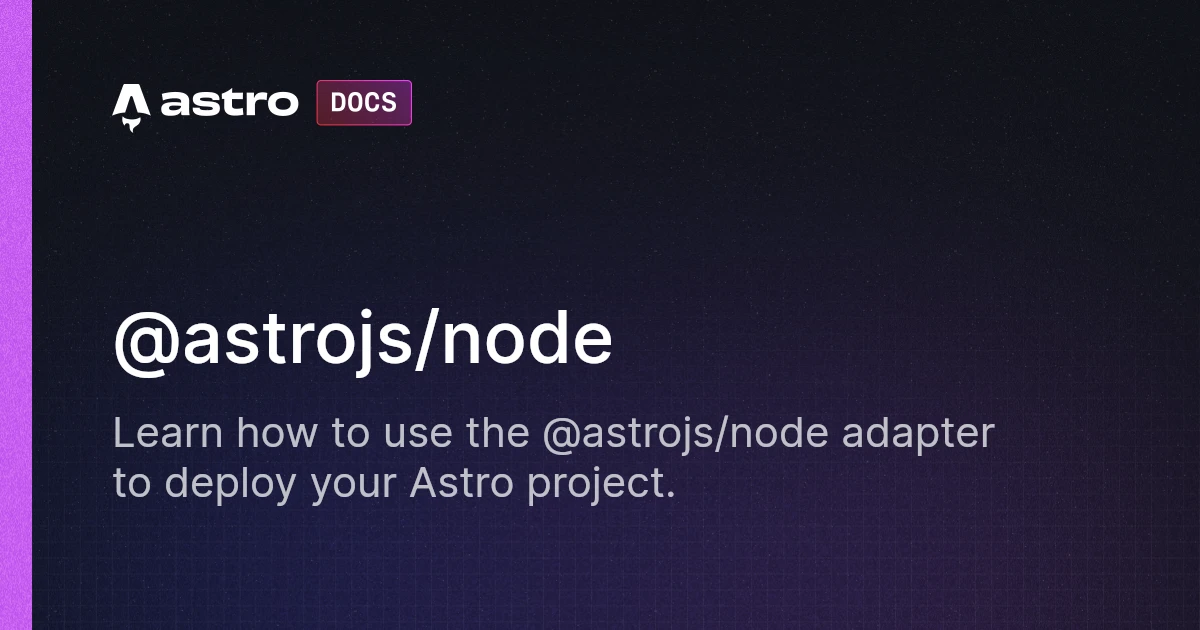 astro DOCS
@astrojs/node
Learn how to use the @astrojs/node adapter
to deploy your Astro project.